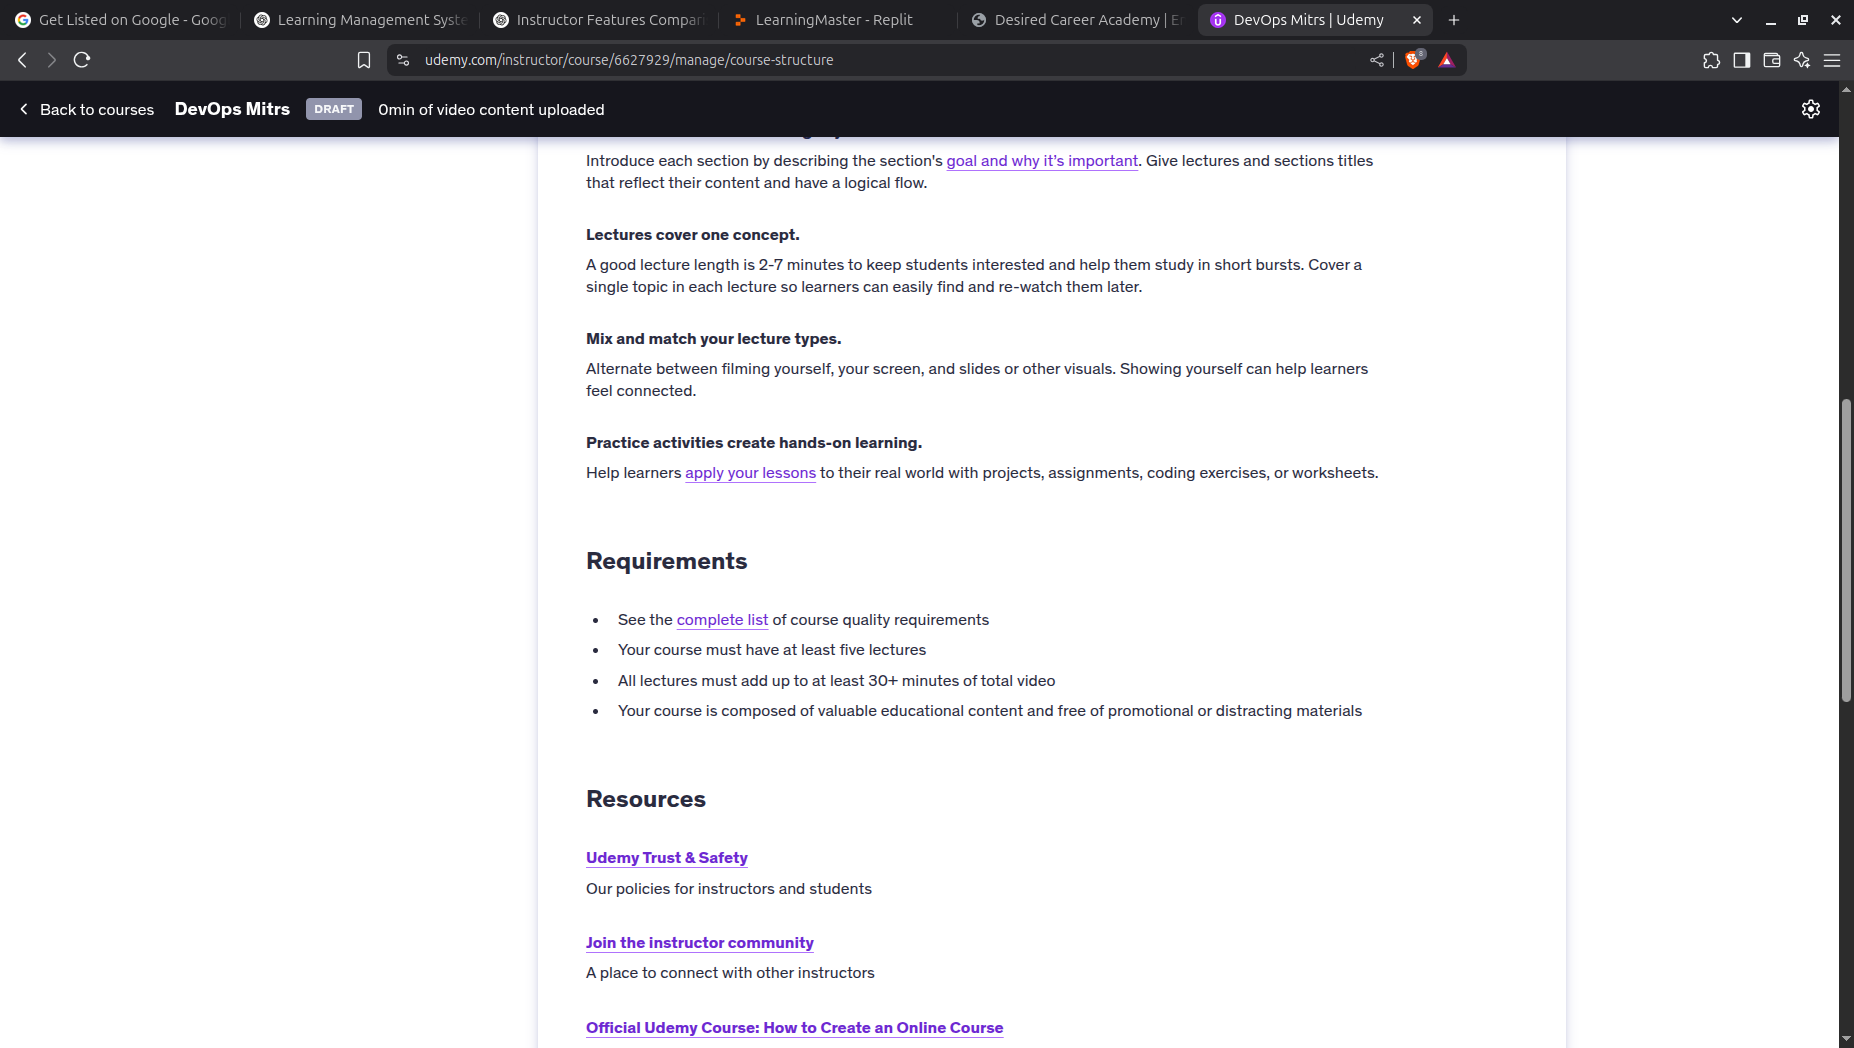 Get Listed on Google - Goog
Learning Management Syste
Instructor Features Compari
LearningMaster - Replit
Desired Career Academy | En
DevOps Mitrs | Udemy
udemy.com/instructor/course/6627929/manage/course-structure
8
Back to courses
DevOps Mitrs
DRAFT
0min of video content uploaded
Introduce each section by describing the section's goal and why it's important. Give lectures and sections titles
that reflect their content and have a logical flow.
Lectures cover one concept.
A good lecture length is 2-7 minutes to keep students interested and help them study in short bursts. Cover a
single topic in each lecture so learners can easily find and re-watch them later.
Mix and match your lecture types.
Alternate between filming yourself, your screen, and slides or other visuals. Showing yourself can help learners
feel connected.
Practice activities create hands-on learning.
Help learners apply your lessons to their real world with projects, assignments, coding exercises, or worksheets.
Requirements
• See the complete list of course quality requirements
• Your course must have at least five lectures
• All lectures must add up to at least 30+ minutes of total video
• Your course is composed of valuable educational content and free of promotional or distracting materials
Resources
Udemy Trust & Safety
Our policies for instructors and students
Join the instructor community
A place to connect with other instructors
Official Udemy Course: How to Create an Online Course